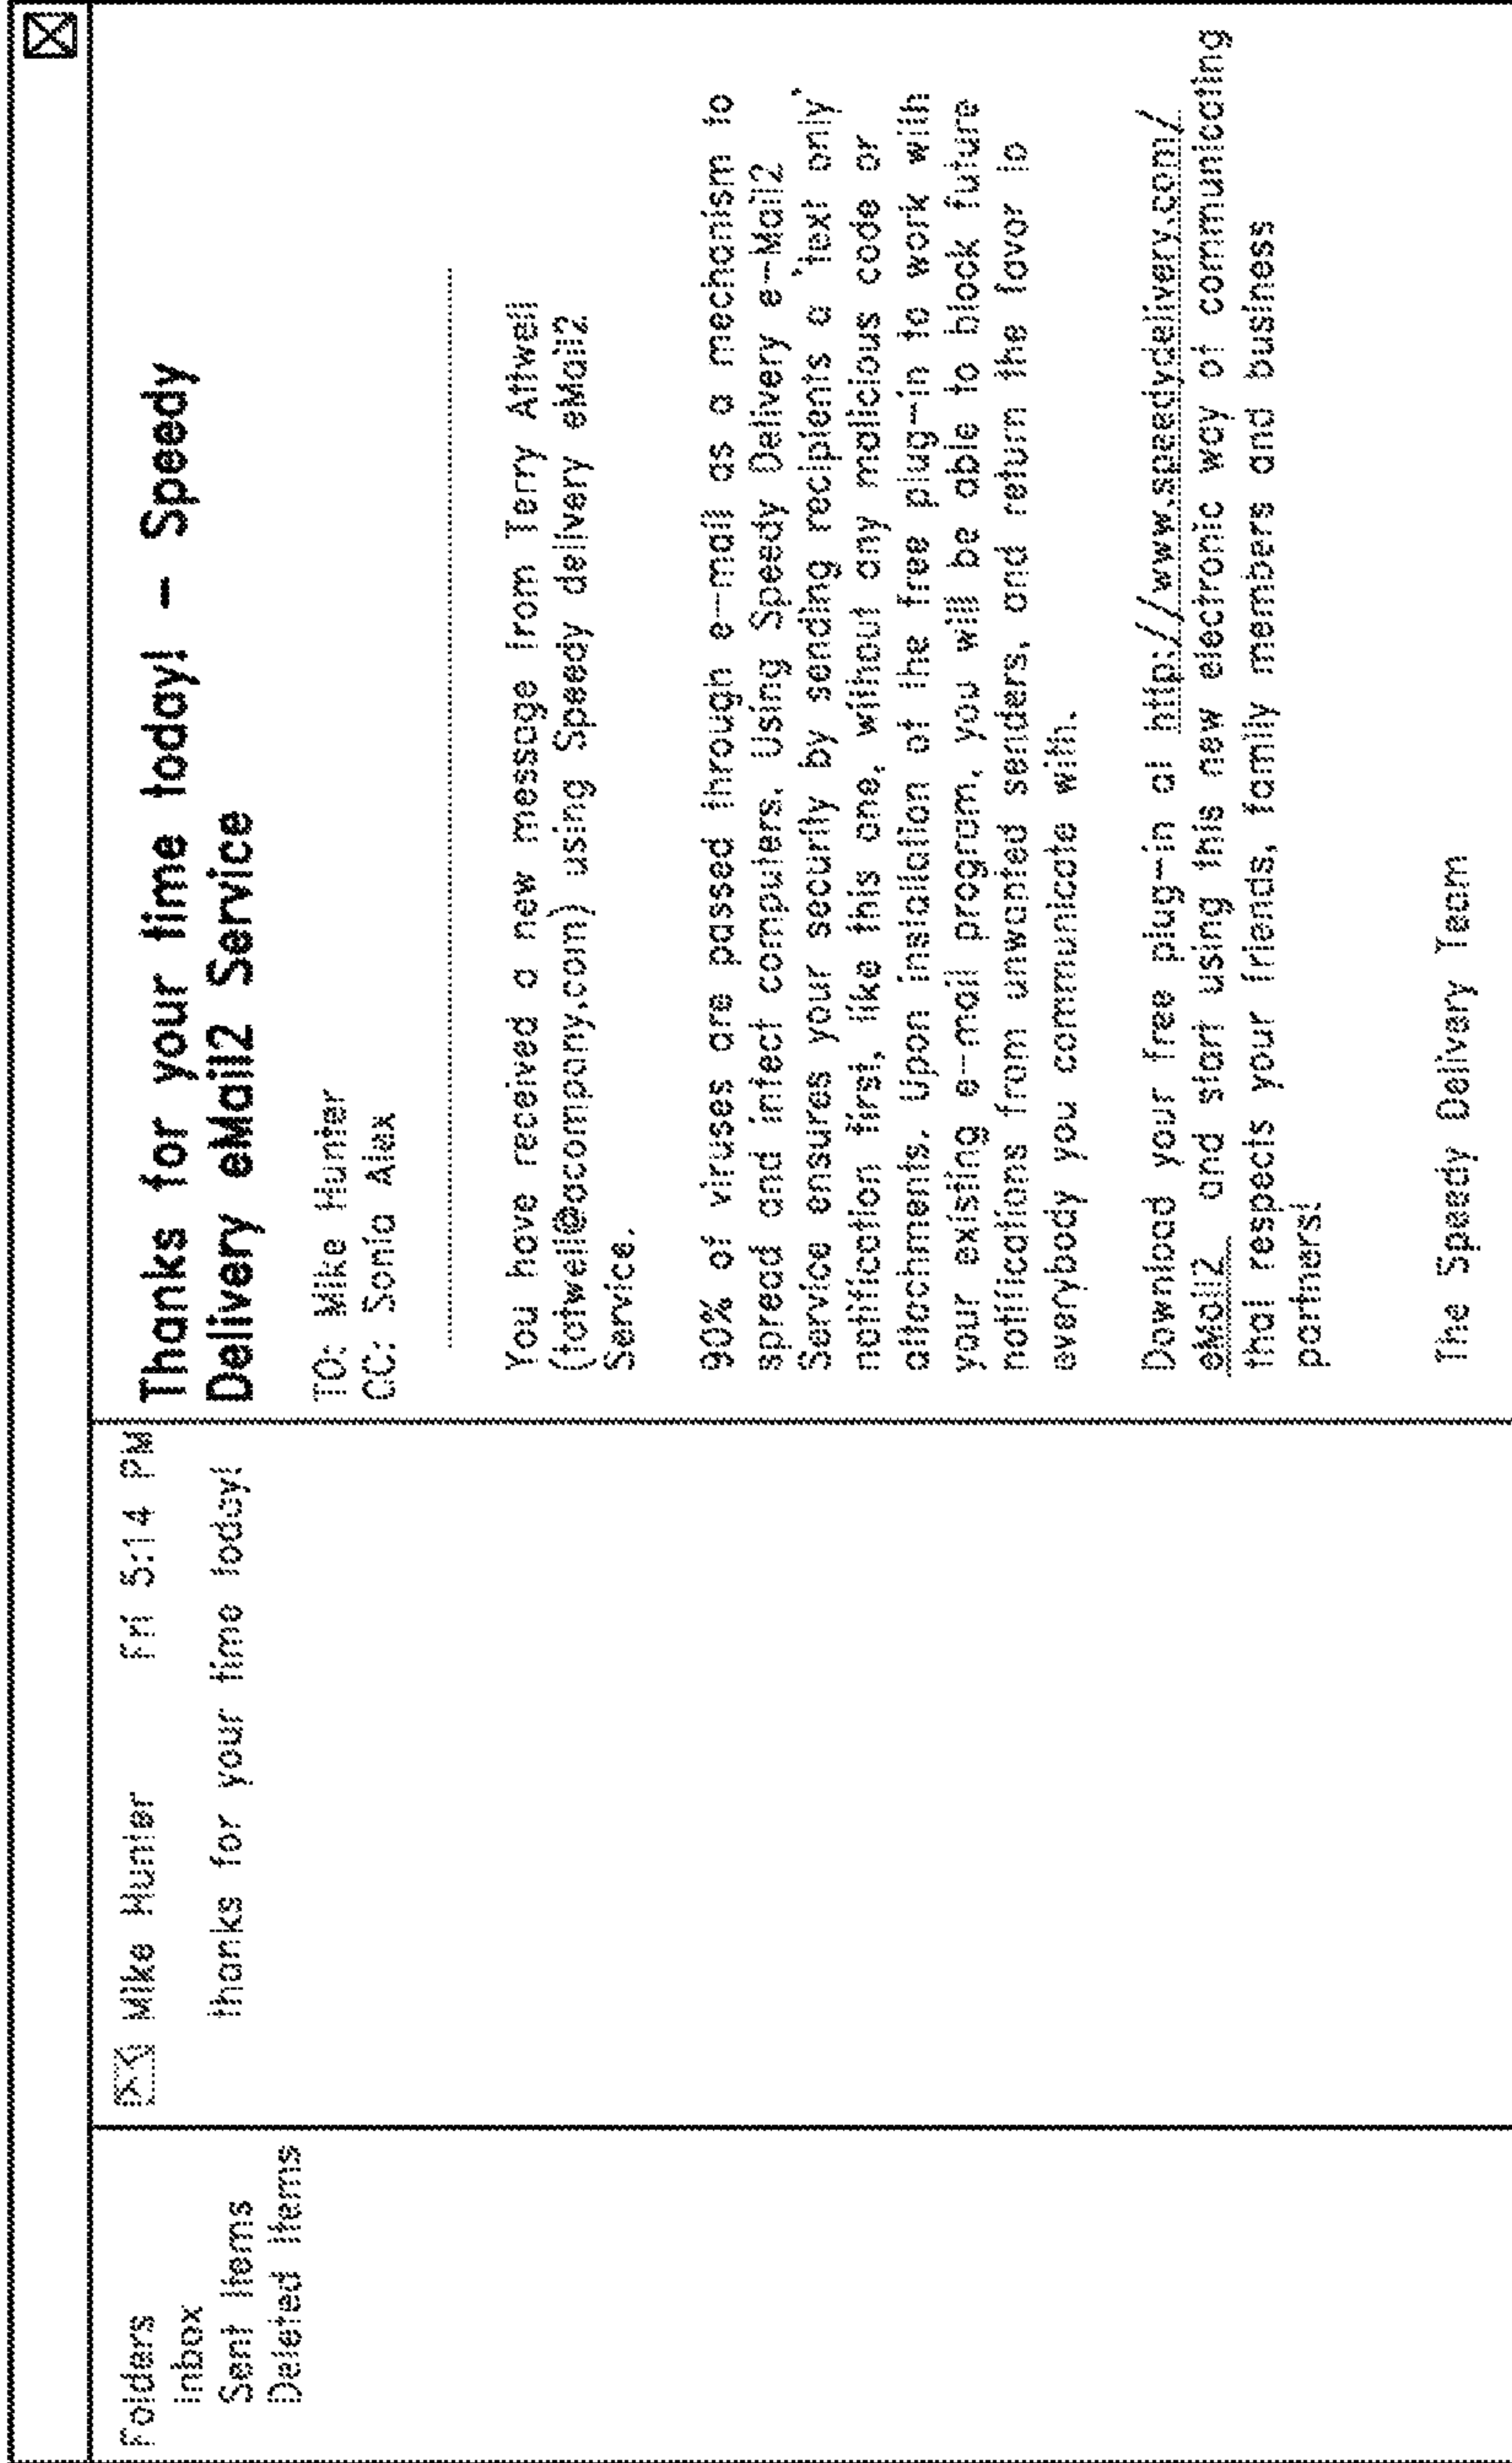 Folders
Inbox
Sent Items
Deleted Items
Mike Hunter Fri 5:14 PM
thanks for your time today!
Thanks for your time today! - Speedy
Delivery eMail2 Service
TO: Mike Hunter
CC: Sonia Alex
You have received a new message from Terry Attwell
(tatwell@acompany.com) using Speedy delivery eMail2
Service.
90% of viruses are passed through e-mail as a mechanism to
spread and infect computers. Using Speedy Delivery e-Mail2
Service ensures your security by sending recipients a 'text only'
notification first, like this one, without any malicious code or
attachments. Upon installation of the free plug-in to work with
your existing e-mail program, you will be able to block future
notifications from unwanted senders, and return the favor to
everybody you communicate with.
Download your free plug-in at http://www.speedydelivery.com/
eMail2 and start using this new electronic way of communicating
that respects your friends, family members and business
partners!
The Speedy Delivery Team